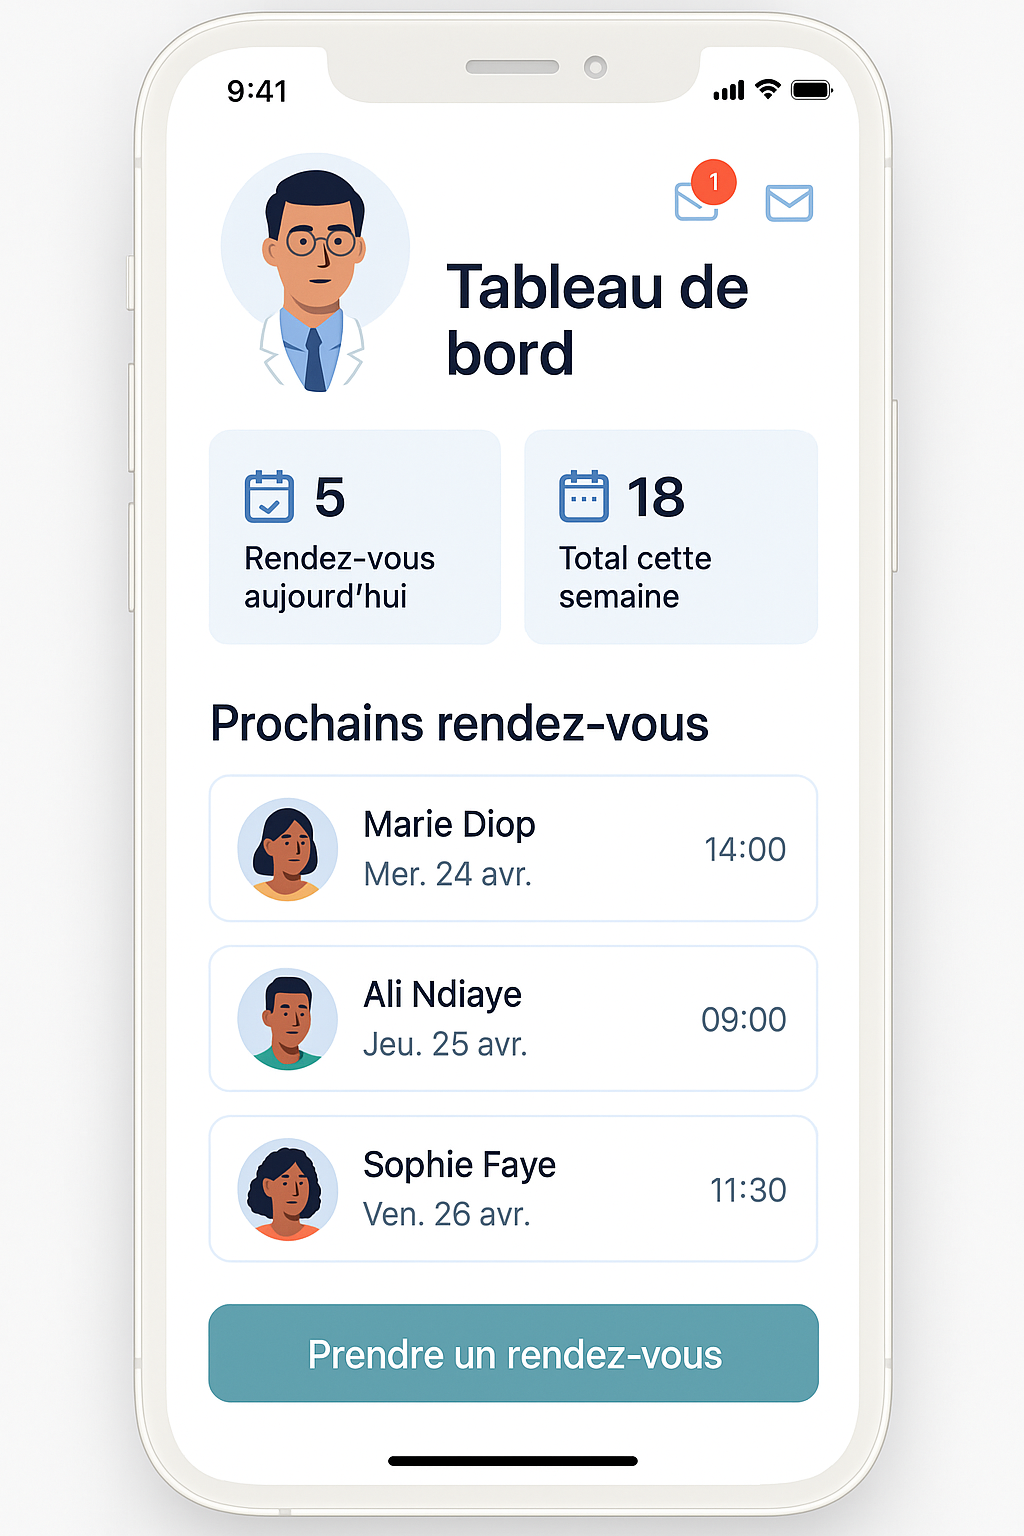 9:41
1
Tableau de
bord
5
Rendez-vous
aujourd'hui
18
Total cette
semaine
Prochains rendez-vous
Marie Diop
Mer. 24 avr.
14:00
Ali Ndiaye
Jeu. 25 avr.
09:00
Sophie Faye
Ven. 26 avr.
11:30
Prendre un rendez-vous